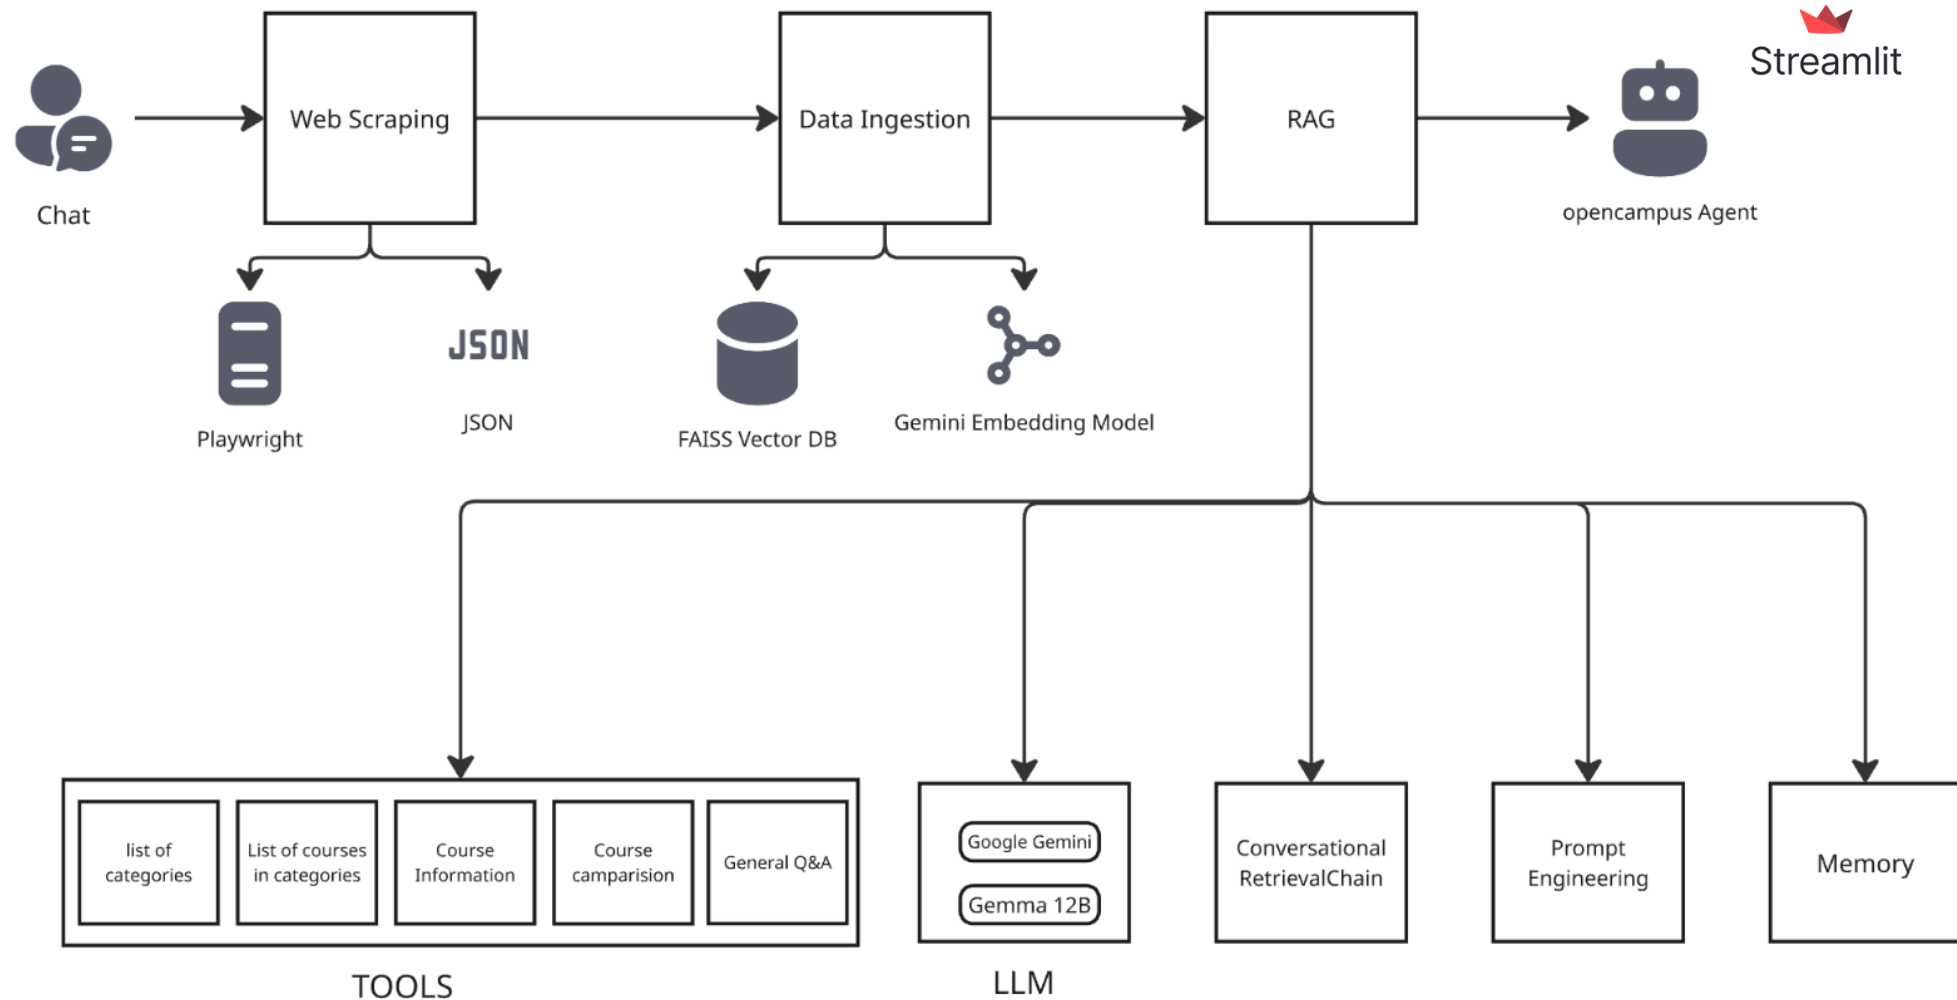 Streamlit
Web Scraping
Data Ingestion
RAG
Chat
opencampus Agent
JSON
Playwright
JSON
FAISS Vector DB
Gemini Embedding Model
list of
categories
List of courses
in categories
Course
Information
Course
camparision
General Q&A
Google Gemini
Gemma 12B
Conversational
RetrievalChain
Prompt
Engineering
Memory
TOOLS
LLM